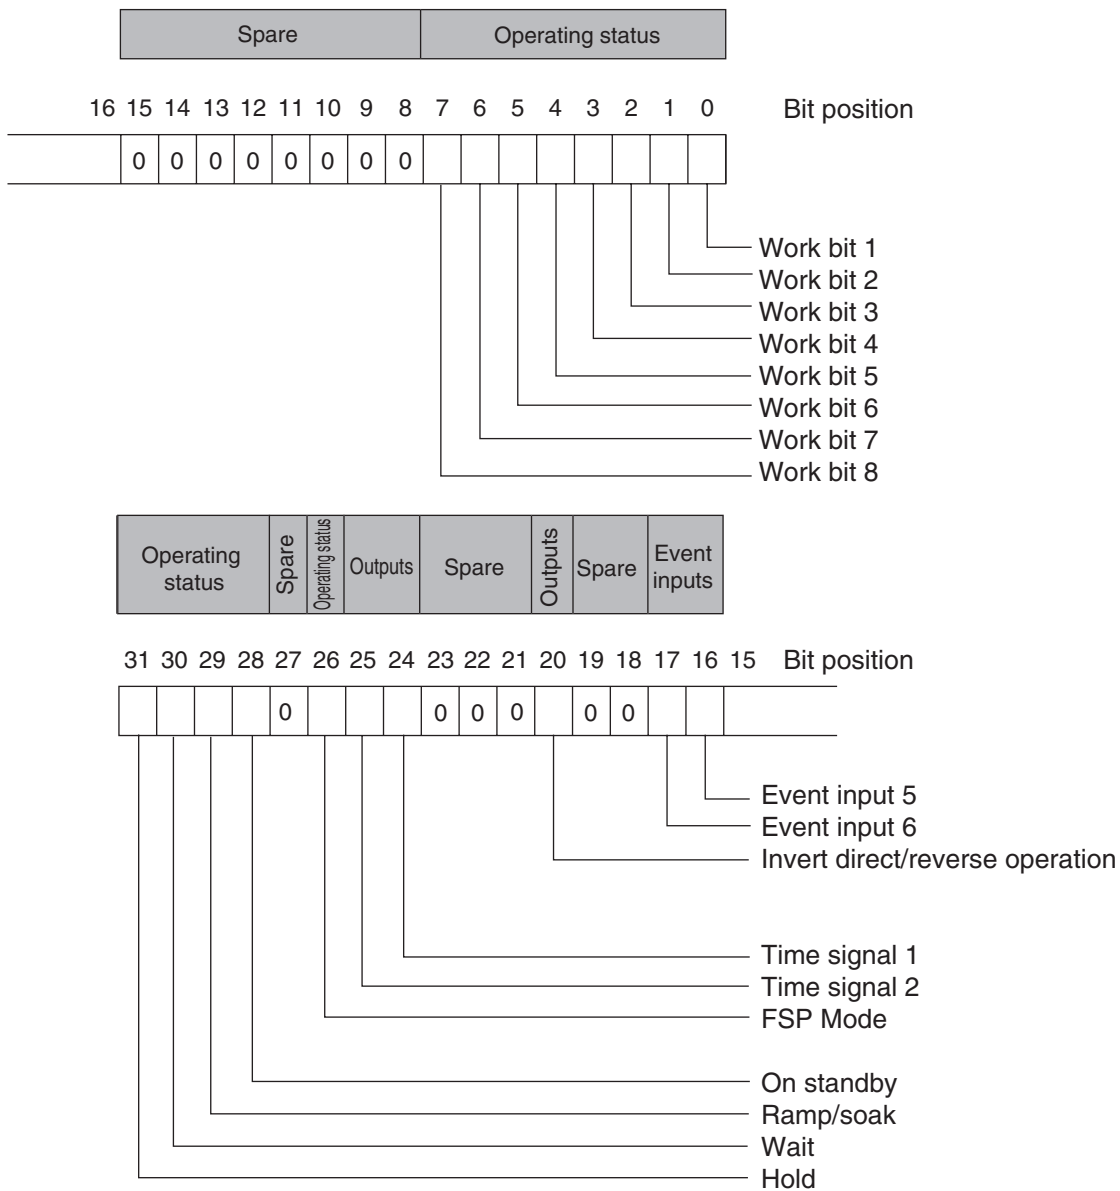 Spare Operating status
16 15 14 13 12 11 10 9 8 7 6 5 4 3 2 1 0 Bit position
0 0 0 0 0 0 0 0
Work bit 1
Work bit 2
Work bit 3
Work bit 4
Work bit 5
Work bit 6
Work bit 7
Work bit 8
Operating status Spare Operating status Outputs Spare Outputs Spare Event inputs
31 30 29 28 27 26 25 24 23 22 21 20 19 18 17 16 15 Bit position
0 0 0 0 0 0
Event input 5
Event input 6
Invert direct/reverse operation
Time signal 1
Time signal 2
FSP Mode
On standby
Ramp/soak
Wait
Hold